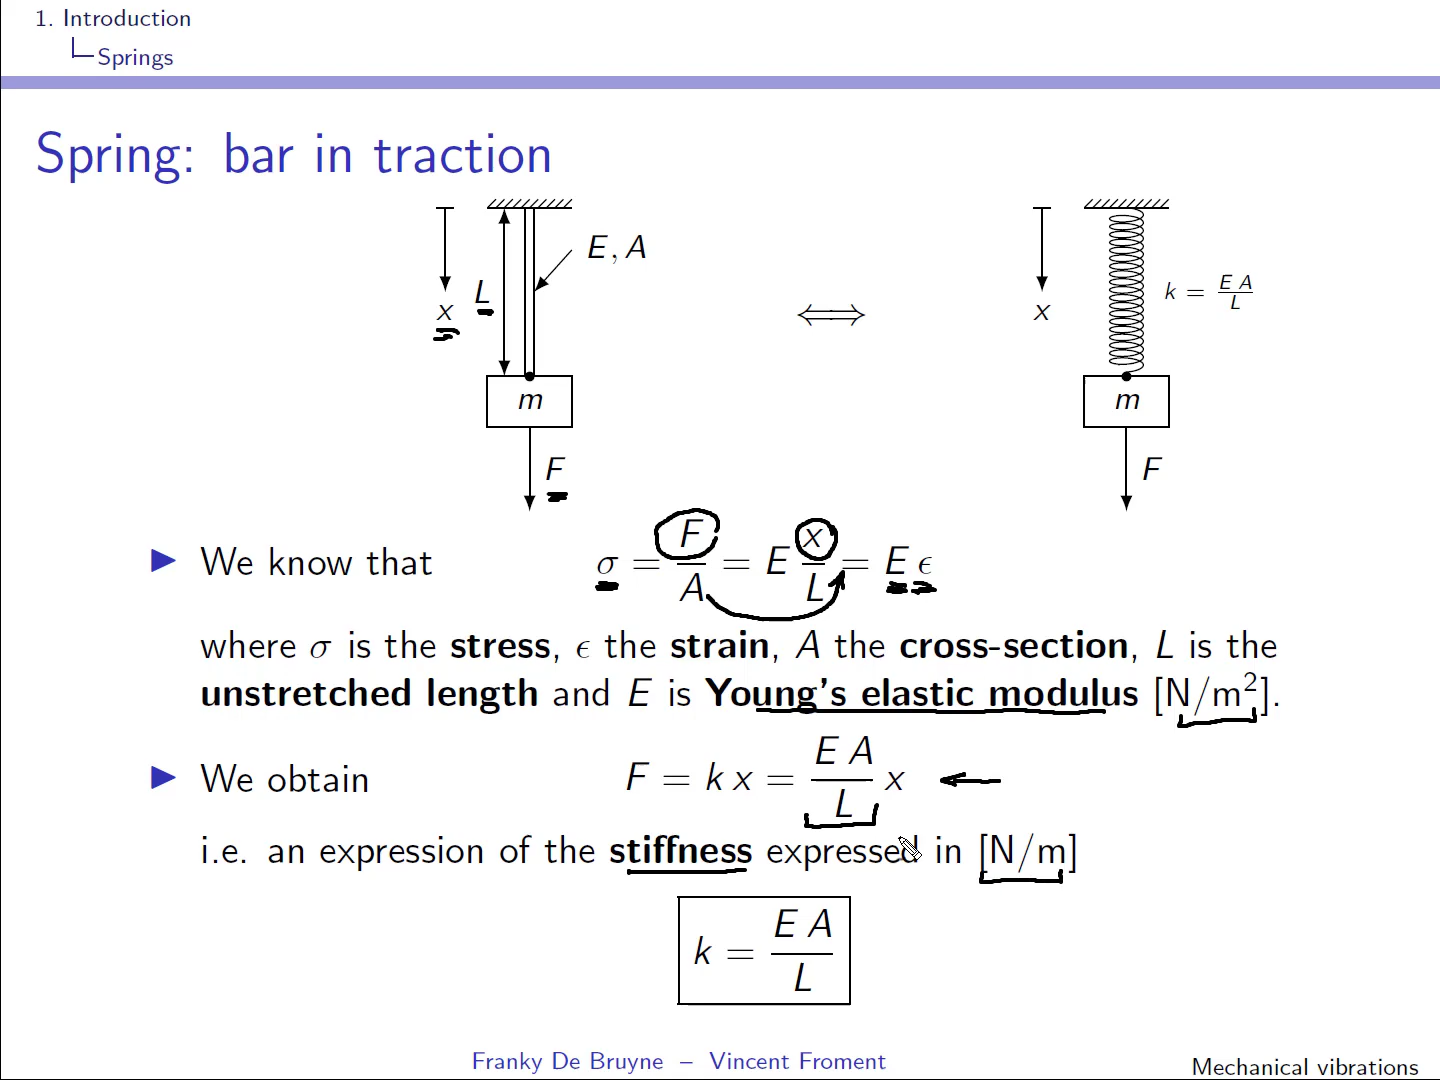 1. Introduction
Springs
Spring: bar in traction
E, A
L
x
m
F
⟺
x
k = E A / L
m
F
▶ We know that σ = F/A = E x/L = E ϵ
where σ is the stress, ϵ the strain, A the cross-section, L is the
unstretched length and E is Young's elastic modulus [N/m²].
▶ We obtain F = k x = E A/L x
i.e. an expression of the stiffness expressed in [N/m]
k = E A / L
Franky De Bruyne – Vincent Froment
Mechanical vibrations